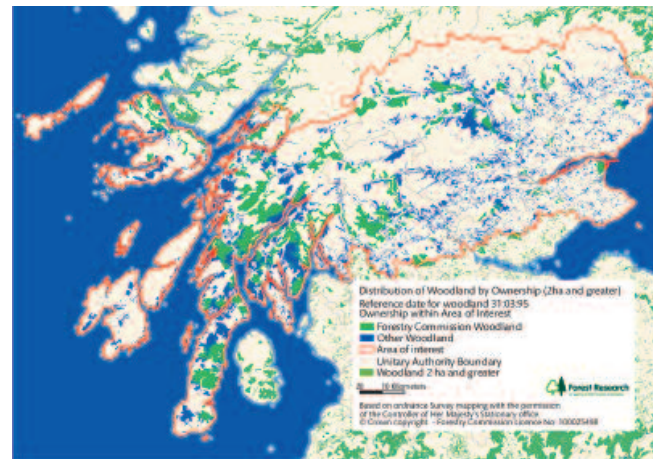 Distribution of Woodland by Ownership (2ha and greater)
Reference date for woodland 31:03:95
Ownership within Area of Interest
Forestry Commission Woodland
Other Woodland
Area of interest
Unitary Authority Boundary
Woodland 2 ha and greater
10 Kilometers
Forest Research
Based on ordnance Survey mapping with the permission
of the Controller of Her Majesty's Stationary office
© Crown copyright - Forestry Commission Licence No: 100025498